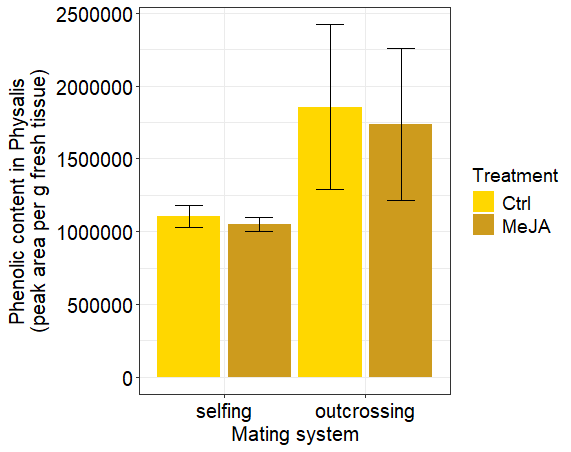 Phenolic content in Physalis
(peak area per g fresh tissue)
2500000
2000000
1500000
1000000
500000
0
selfing outcrossing
Mating system
Treatment
Ctrl
MeJA